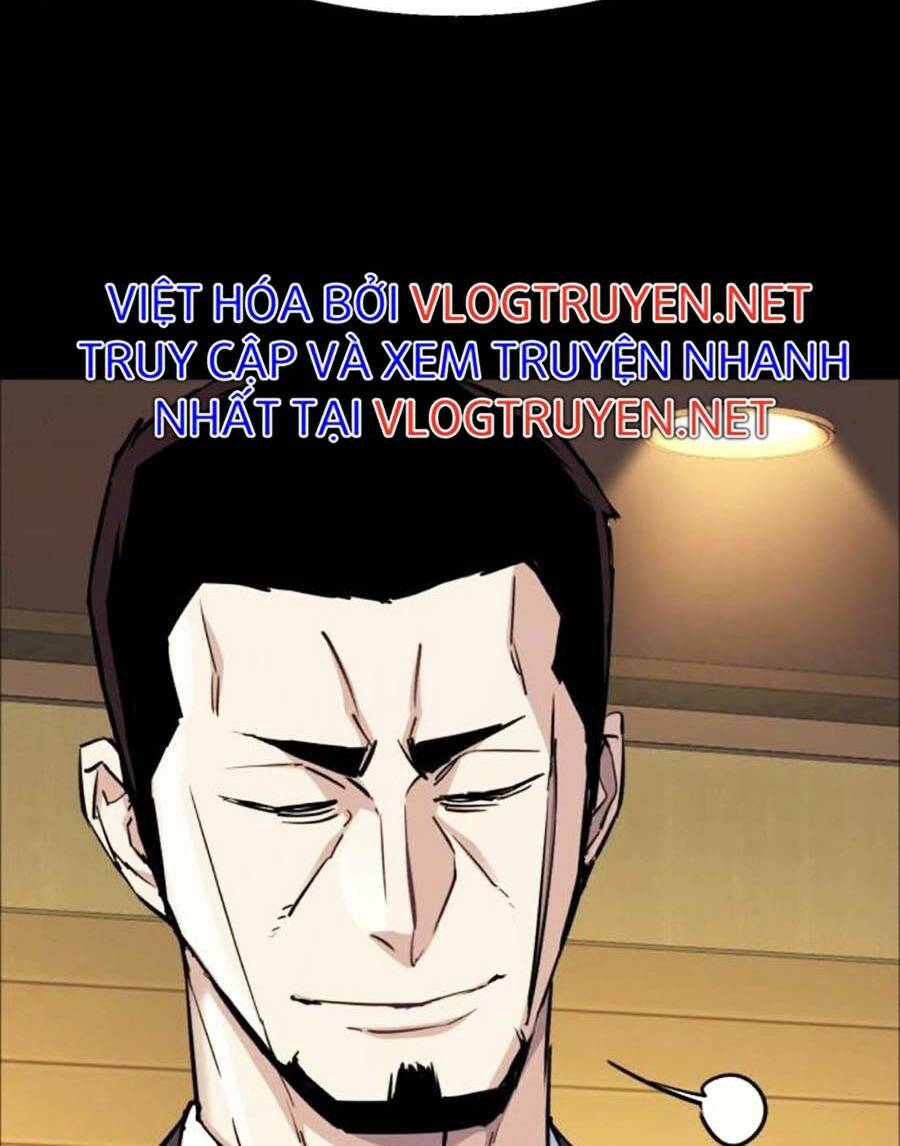 VIỆT HÓA BỞI VLOGTRUYEN.NET
TRUY CẬP VÀ XEM TRUYỆN NHANH
NHẤT TẠI VLOGTRUYEN.NET